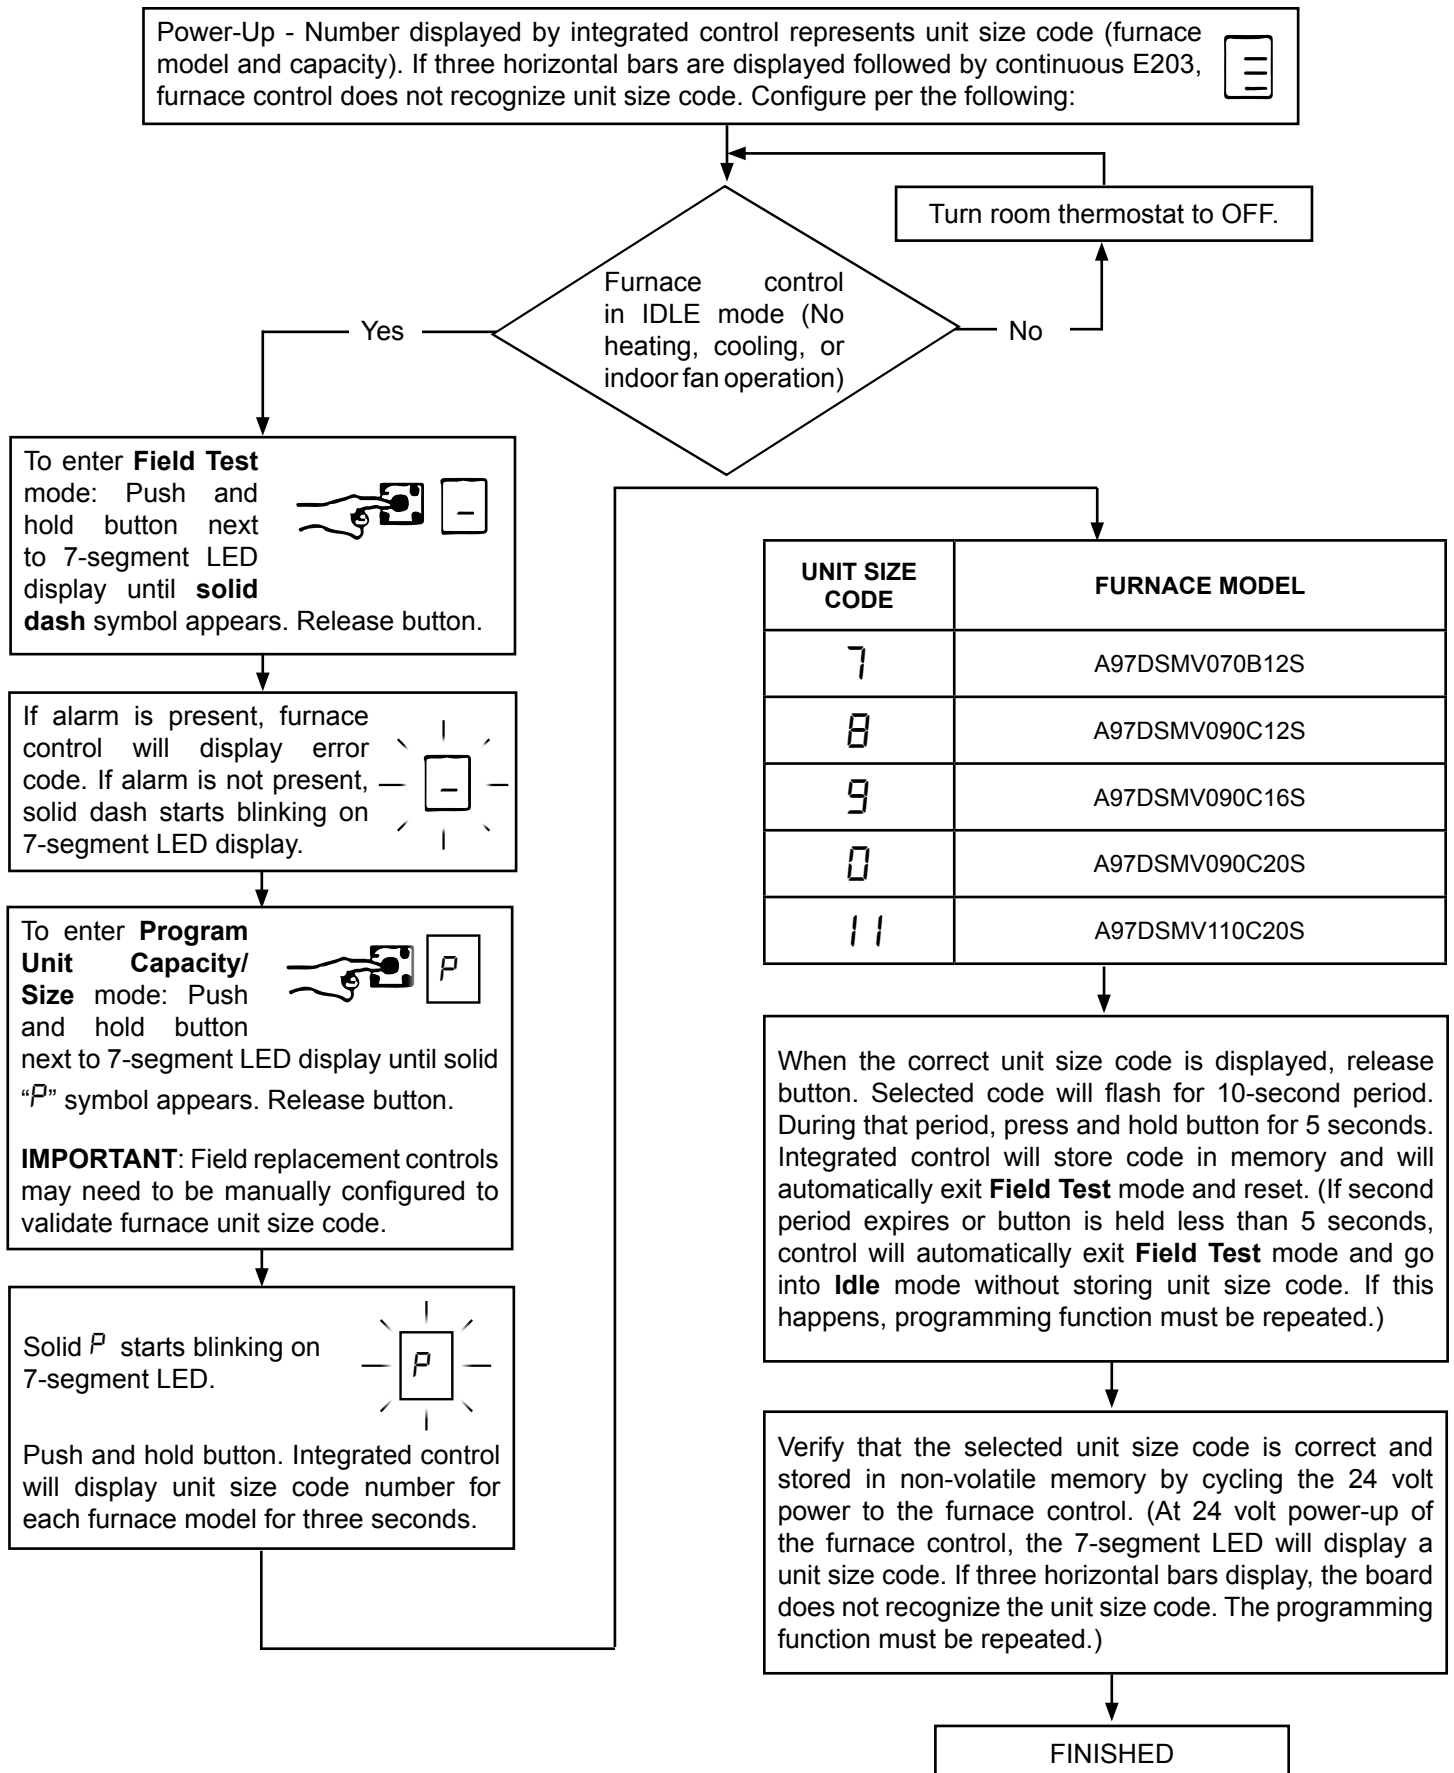 Power-Up - Number displayed by integrated control represents unit size code (furnace
model and capacity). If three horizontal bars are displayed followed by continuous E203,
furnace control does not recognize unit size code. Configure per the following:
Turn room thermostat to OFF.
Furnace control
in IDLE mode (No
heating, cooling, or
indoor fan operation)
Yes
No
To enter Field Test
mode: Push and
hold button next
to 7-segment LED
display until solid
dash symbol appears. Release button.
If alarm is present, furnace
control will display error
code. If alarm is not present,
solid dash starts blinking on
7-segment LED display.
To enter Program
Unit Capacity/
Size mode: Push
and hold button
next to 7-segment LED display until solid
“P” symbol appears. Release button.
P
IMPORTANT: Field replacement controls
may need to be manually configured to
validate furnace unit size code.
Solid P starts blinking on
7-segment LED.
P
Push and hold button. Integrated control
will display unit size code number for
each furnace model for three seconds.
UNIT SIZE
CODE
FURNACE MODEL
7 A97DSMV070B12S
8 A97DSMV090C12S
9 A97DSMV090C16S
0 A97DSMV090C20S
11 A97DSMV110C20S
When the correct unit size code is displayed, release
button. Selected code will flash for 10-second period.
During that period, press and hold button for 5 seconds.
Integrated control will store code in memory and will
automatically exit Field Test mode and reset. (If second
period expires or button is held less than 5 seconds,
control will automatically exit Field Test mode and go
into Idle mode without storing unit size code. If this
happens, programming function must be repeated.)
Verify that the selected unit size code is correct and
stored in non-volatile memory by cycling the 24 volt
power to the furnace control. (At 24 volt power-up of
the furnace control, the 7-segment LED will display a
unit size code. If three horizontal bars display, the board
does not recognize the unit size code. The programming
function must be repeated.)
FINISHED